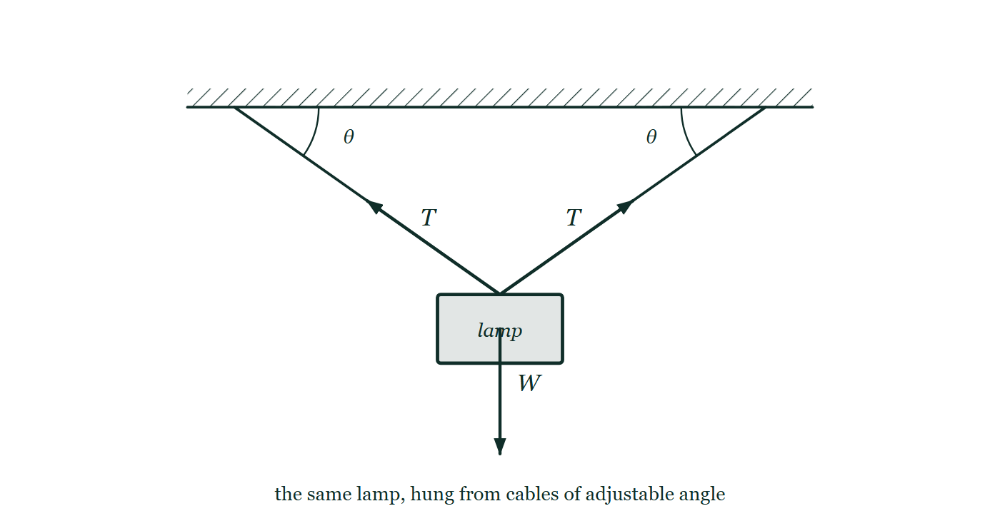 θ θ
T T
lamp
W
the same lamp, hung from cables of adjustable angle